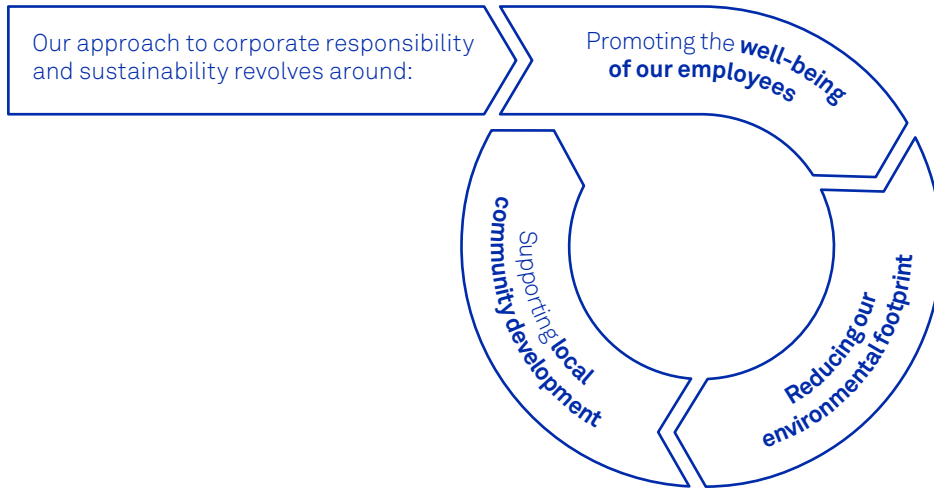 Our approach to corporate responsibility
and sustainability revolves around:
Promoting the well-being
of our employees
Reducing our
environmental footprint
Supporting local
community development